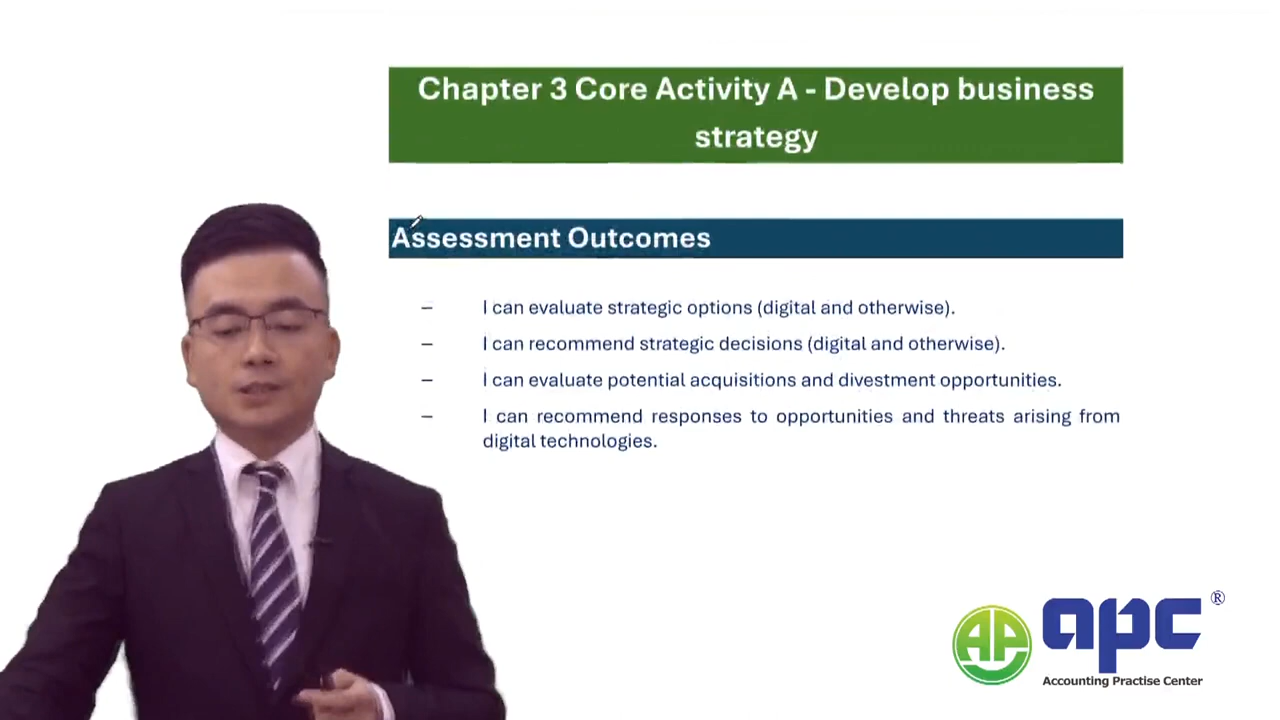 Chapter 3 Core Activity A - Develop business
strategy
Assessment Outcomes
– I can evaluate strategic options (digital and otherwise).
– I can recommend strategic decisions (digital and otherwise).
– I can evaluate potential acquisitions and divestment opportunities.
– I can recommend responses to opportunities and threats arising from
digital technologies.
AP
apc ®
Accounting Practise Center